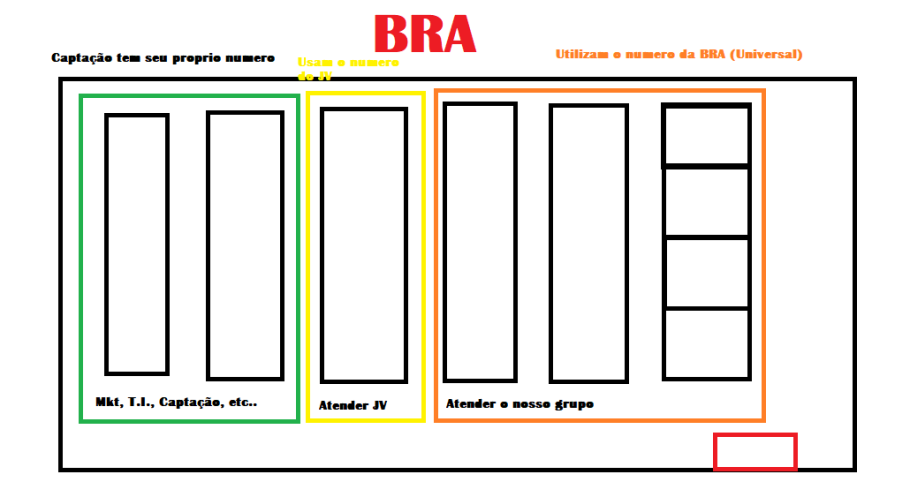 BRA
Captação tem seu proprio numero
Usam o numero
do JV
Utilizam o numero da BRA (Universal)
Mkt, T.I., Captação, etc..
Atender JV
Atender o nosso grupo